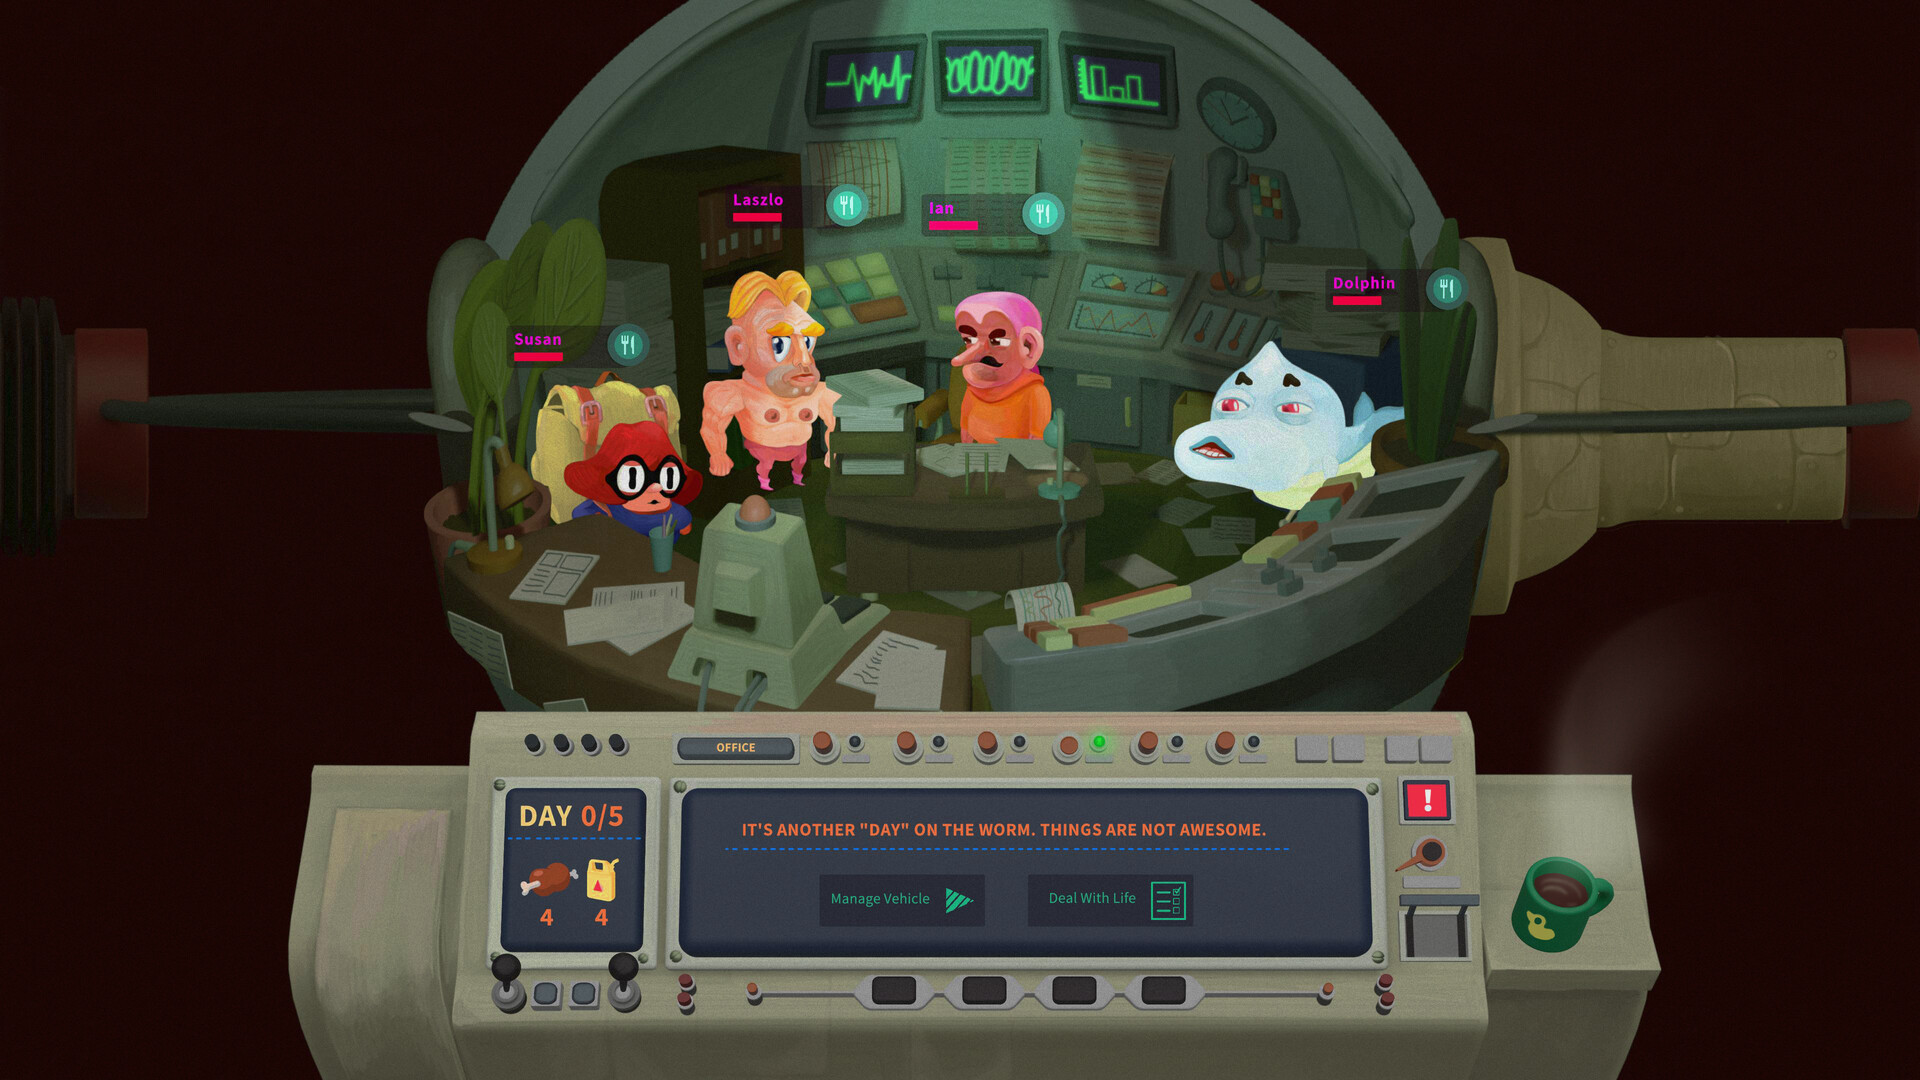 Laszlo
Ian
Dolphin
Susan
OFFICE
DAY 0/5
4 4
IT'S ANOTHER "DAY" ON THE WORM. THINGS ARE NOT AWESOME.
Manage Vehicle
Deal With Life
!